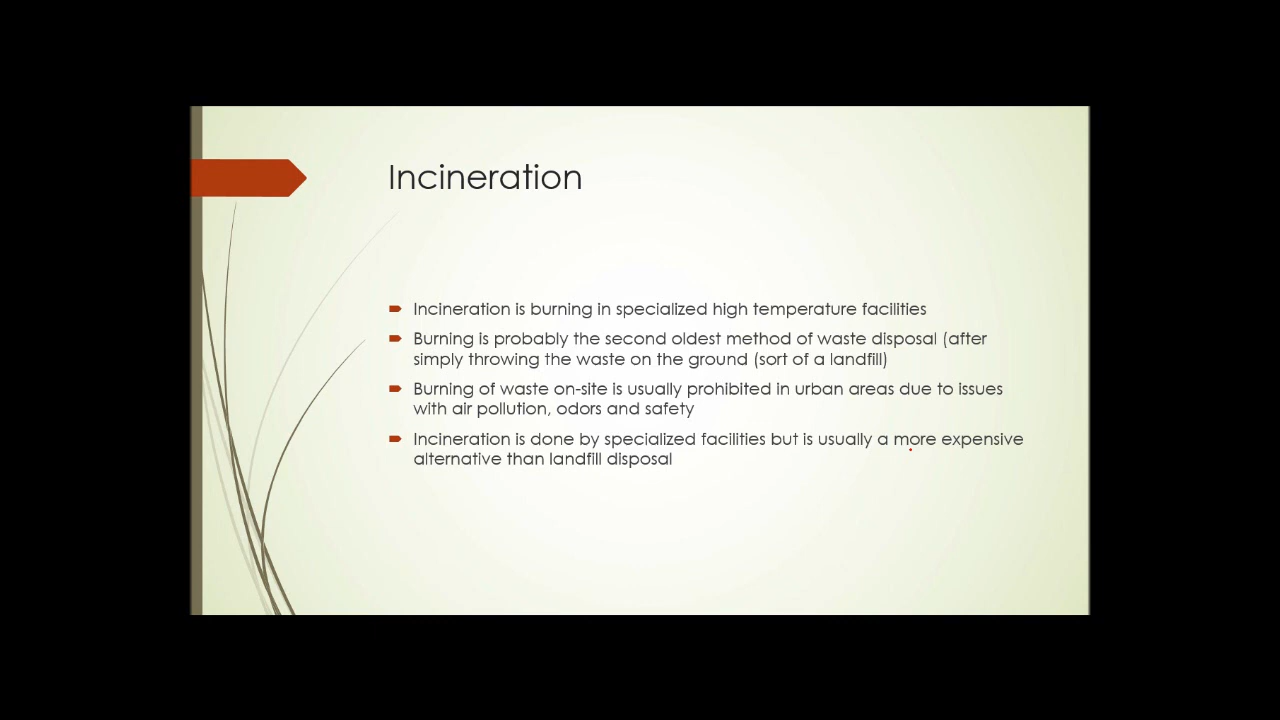 Incineration
Incineration is burning in specialized high temperature facilities
Burning is probably the second oldest method of waste disposal (after
simply throwing the waste on the ground (sort of a landfill)
Burning of waste on-site is usually prohibited in urban areas due to issues
with air pollution, odors and safety
Incineration is done by specialized facilities but is usually a more expensive
alternative than landfill disposal